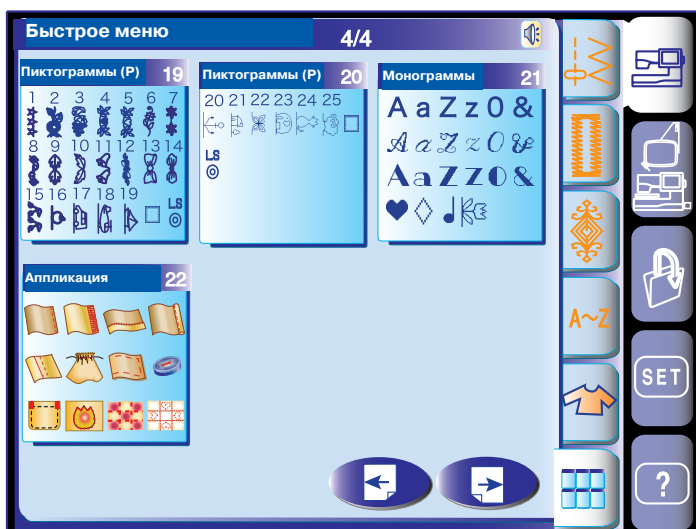 Быстрое меню
4/4
Пиктограммы (P) 19
1 2 3 4 5 6 7
8 9 10 11 12 13 14
15 16 17 18 19
LS
Пиктограммы (P) 20
20 21 22 23 24 25
LS
Монограммы 21
A a Z z 0 &
A a Z z 0 &
A a Z Z 0 &
Аппликация 22
A~Z
SET
?